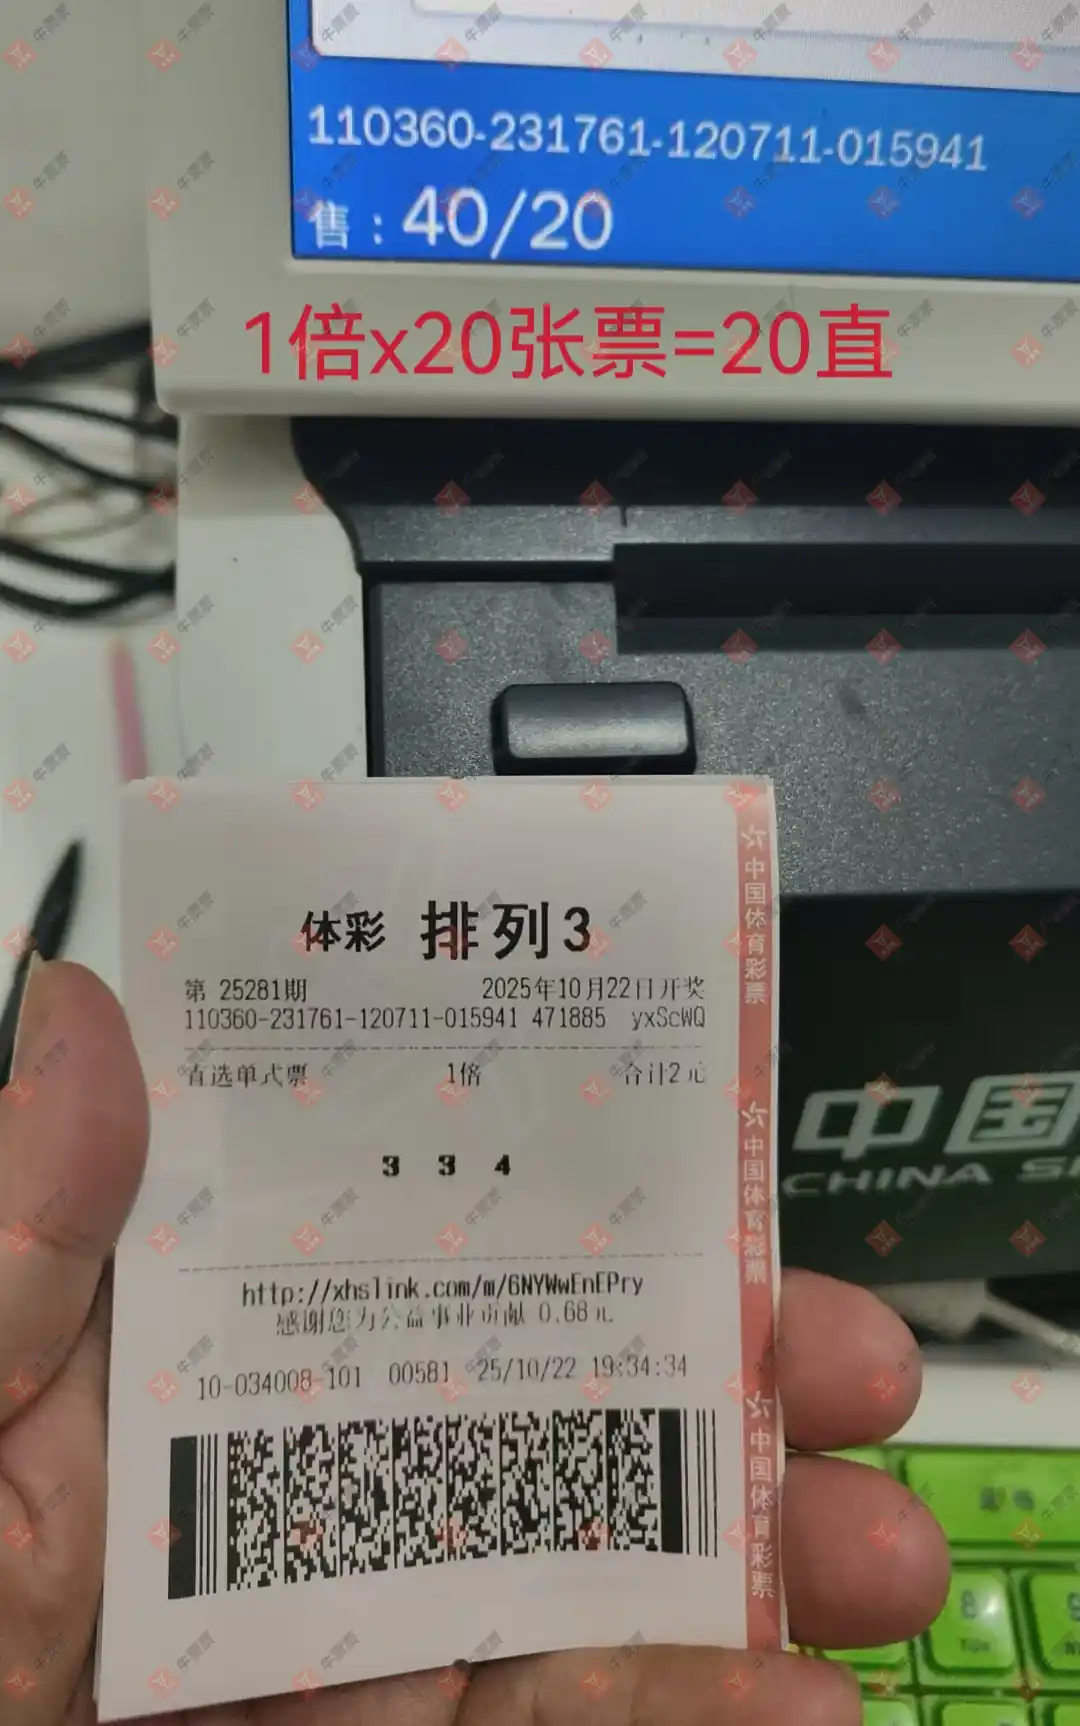 110360-231761-120711-015941
售：40/20
1倍x20张票=20直
体彩 排列3
第 25281期 2025年10月22日开奖
110360-231761-120711-015941 471885 yxScWQ
直选单式票 1倍 合计2元
3 3 4
http://xhslink.com/m/6NYWwEnEPry
感谢您为公益事业贡献 0.68元
10-034008-101 00581 25/10/22 19:34:34
中国体育彩票
中国体育彩票
中国体育彩票
中国
CHINA S
8
TUV
牛票票